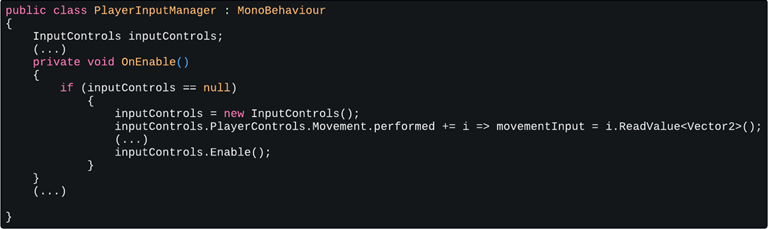 public class PlayerInputManager : MonoBehaviour
{
    InputControls inputControls;
    (...)
    private void OnEnable()
    {
        if (inputControls == null)
            {
                inputControls = new InputControls();
                inputControls.PlayerControls.Movement.performed += i => movementInput = i.ReadValue<Vector2>();
                (...)
                inputControls.Enable();
            }
    }
    (...)

}